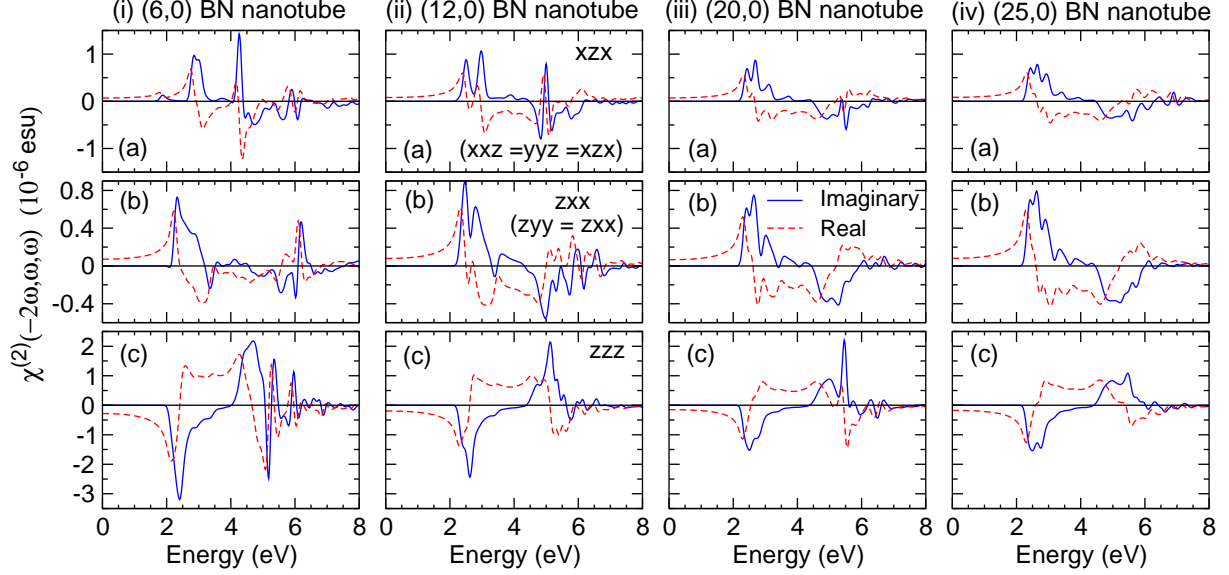 (i) (6,0) BN nanotube
(ii) (12,0) BN nanotube
(iii) (20,0) BN nanotube
(iv) (25,0) BN nanotube
χ(2)(−2ω,ω,ω) (10-6 esu)
1
0
-1
(a)
xzx
(a)
(xxz =yyz =xzx)
(a)
(a)
0.8
0.4
0
-0.4
(b)
zxx
(zyy = zxx)
(b)
(b)
Imaginary
Real
(b)
2
1
0
-1
-2
-3
(c)
(c)
zzz
(c)
(c)
0 2 4 6 8
0 2 4 6 8
0 2 4 6 8
0 2 4 6 8
Energy (eV)
Energy (eV)
Energy (eV)
Energy (eV)